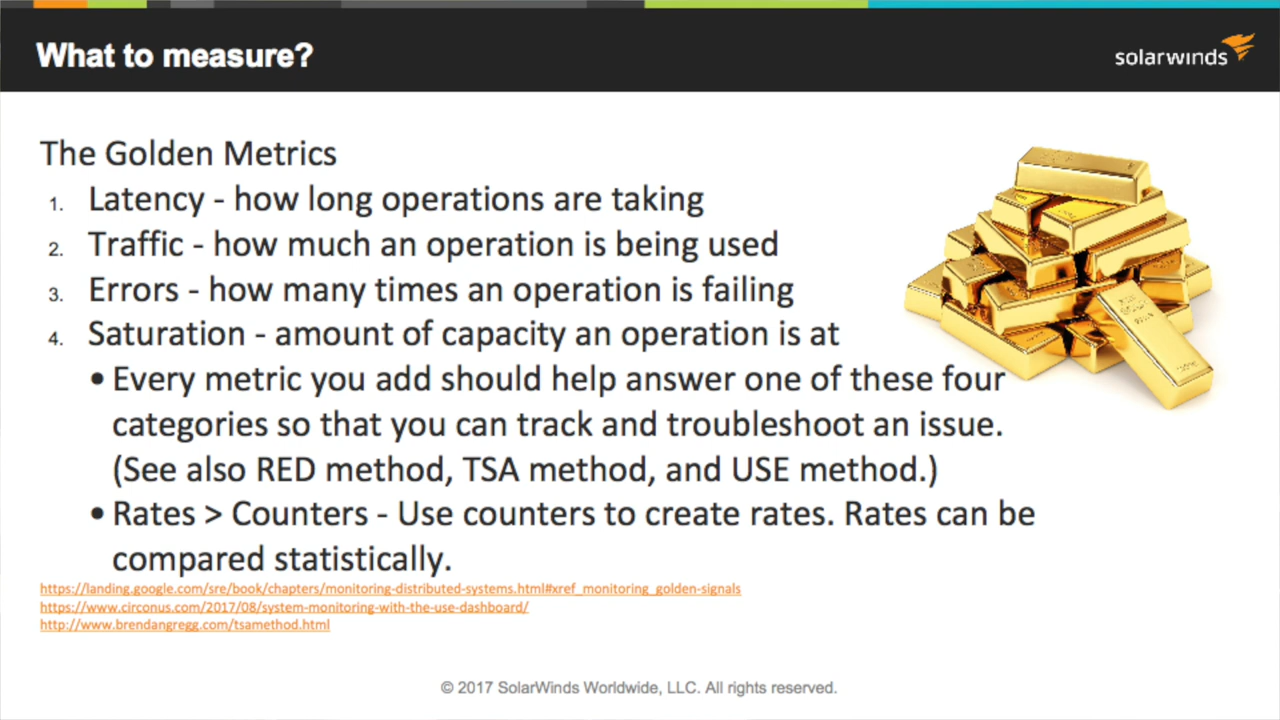 What to measure?
solarwinds
The Golden Metrics
1. Latency - how long operations are taking
2. Traffic - how much an operation is being used
3. Errors - how many times an operation is failing
4. Saturation - amount of capacity an operation is at
• Every metric you add should help answer one of these four
categories so that you can track and troubleshoot an issue.
(See also RED method, TSA method, and USE method.)
• Rates > Counters - Use counters to create rates. Rates can be
compared statistically.
https://landing.google.com/sre/book/chapters/monitoring-distributed-systems.html#xref_monitoring_golden-signals
https://www.circonus.com/2017/08/system-monitoring-with-the-use-dashboard/
http://www.brendangregg.com/tsamethod.html
© 2017 SolarWinds Worldwide, LLC. All rights reserved.